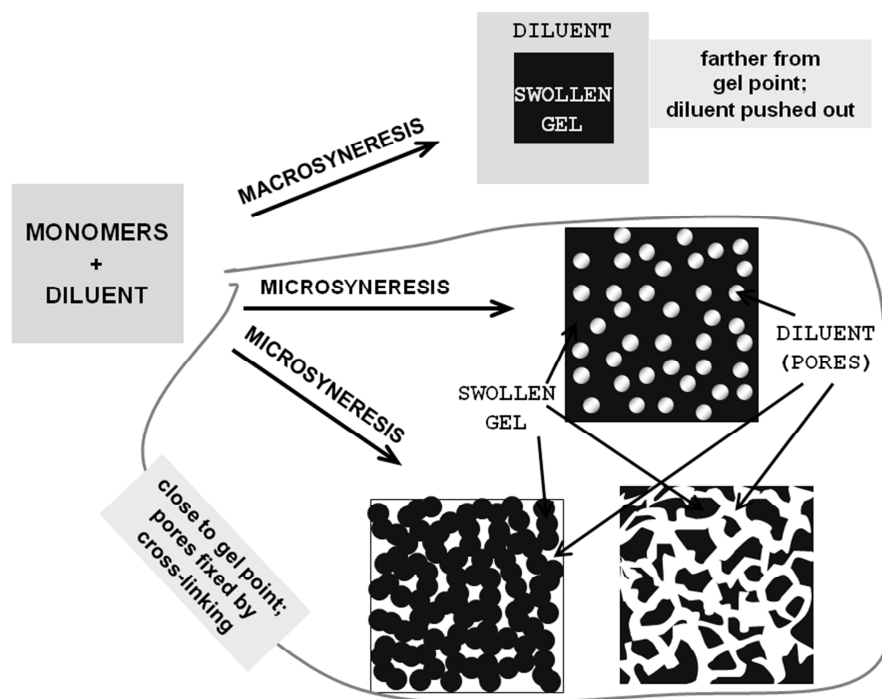 DILUENT
SWOLLEN
GEL
farther from
gel point;
diluent pushed out
MACROSYNERESIS
MONOMERS
+
DILUENT
MICROSYNERESIS
MICROSYNERESIS
DILUENT
(PORES)
SWOLLEN
GEL
close to gel point;
pores fixed by
cross-linking